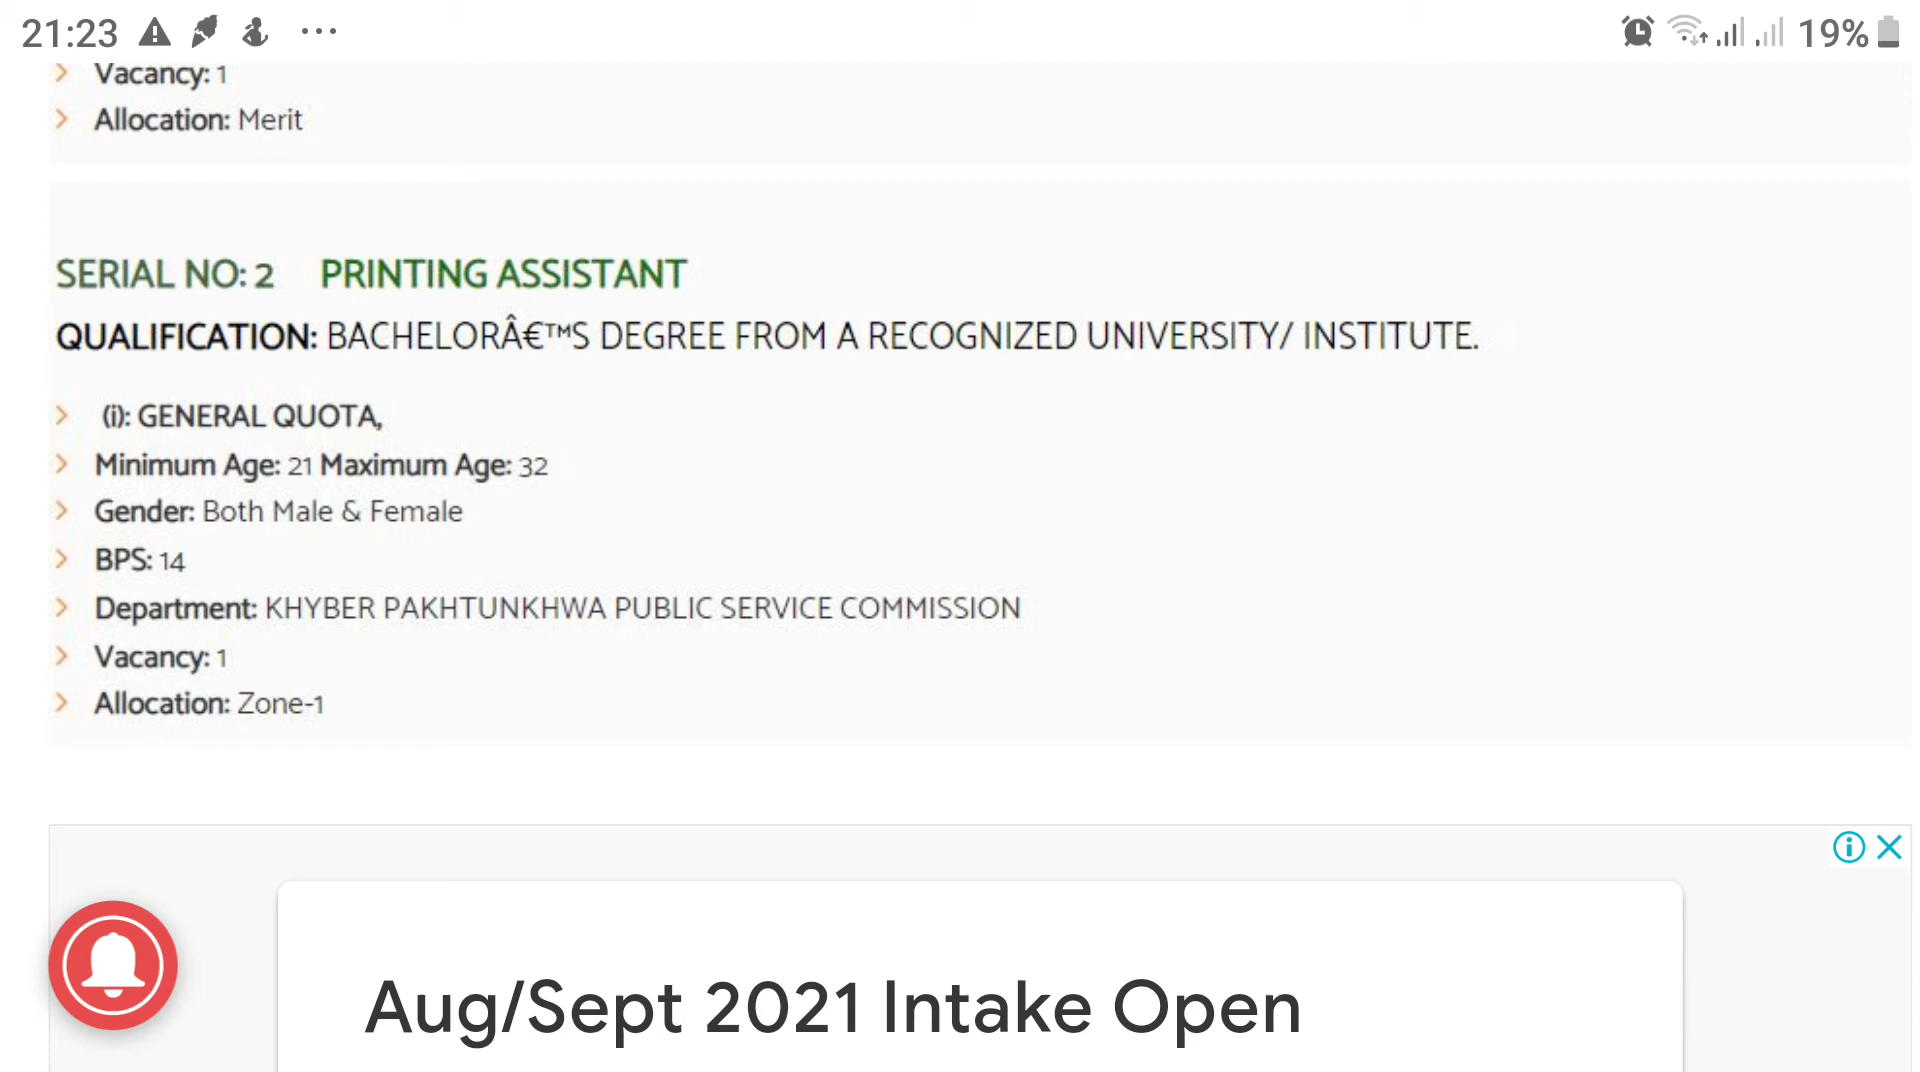 21:23 ... 19%
Vacancy: 1
Allocation: Merit
SERIAL NO: 2 PRINTING ASSISTANT
QUALIFICATION: BACHELORÂ€™S DEGREE FROM A RECOGNIZED UNIVERSITY/ INSTITUTE.
(i): GENERAL QUOTA,
Minimum Age: 21 Maximum Age: 32
Gender: Both Male & Female
BPS: 14
Department: KHYBER PAKHTUNKHWA PUBLIC SERVICE COMMISSION
Vacancy: 1
Allocation: Zone-1
Aug/Sept 2021 Intake Open